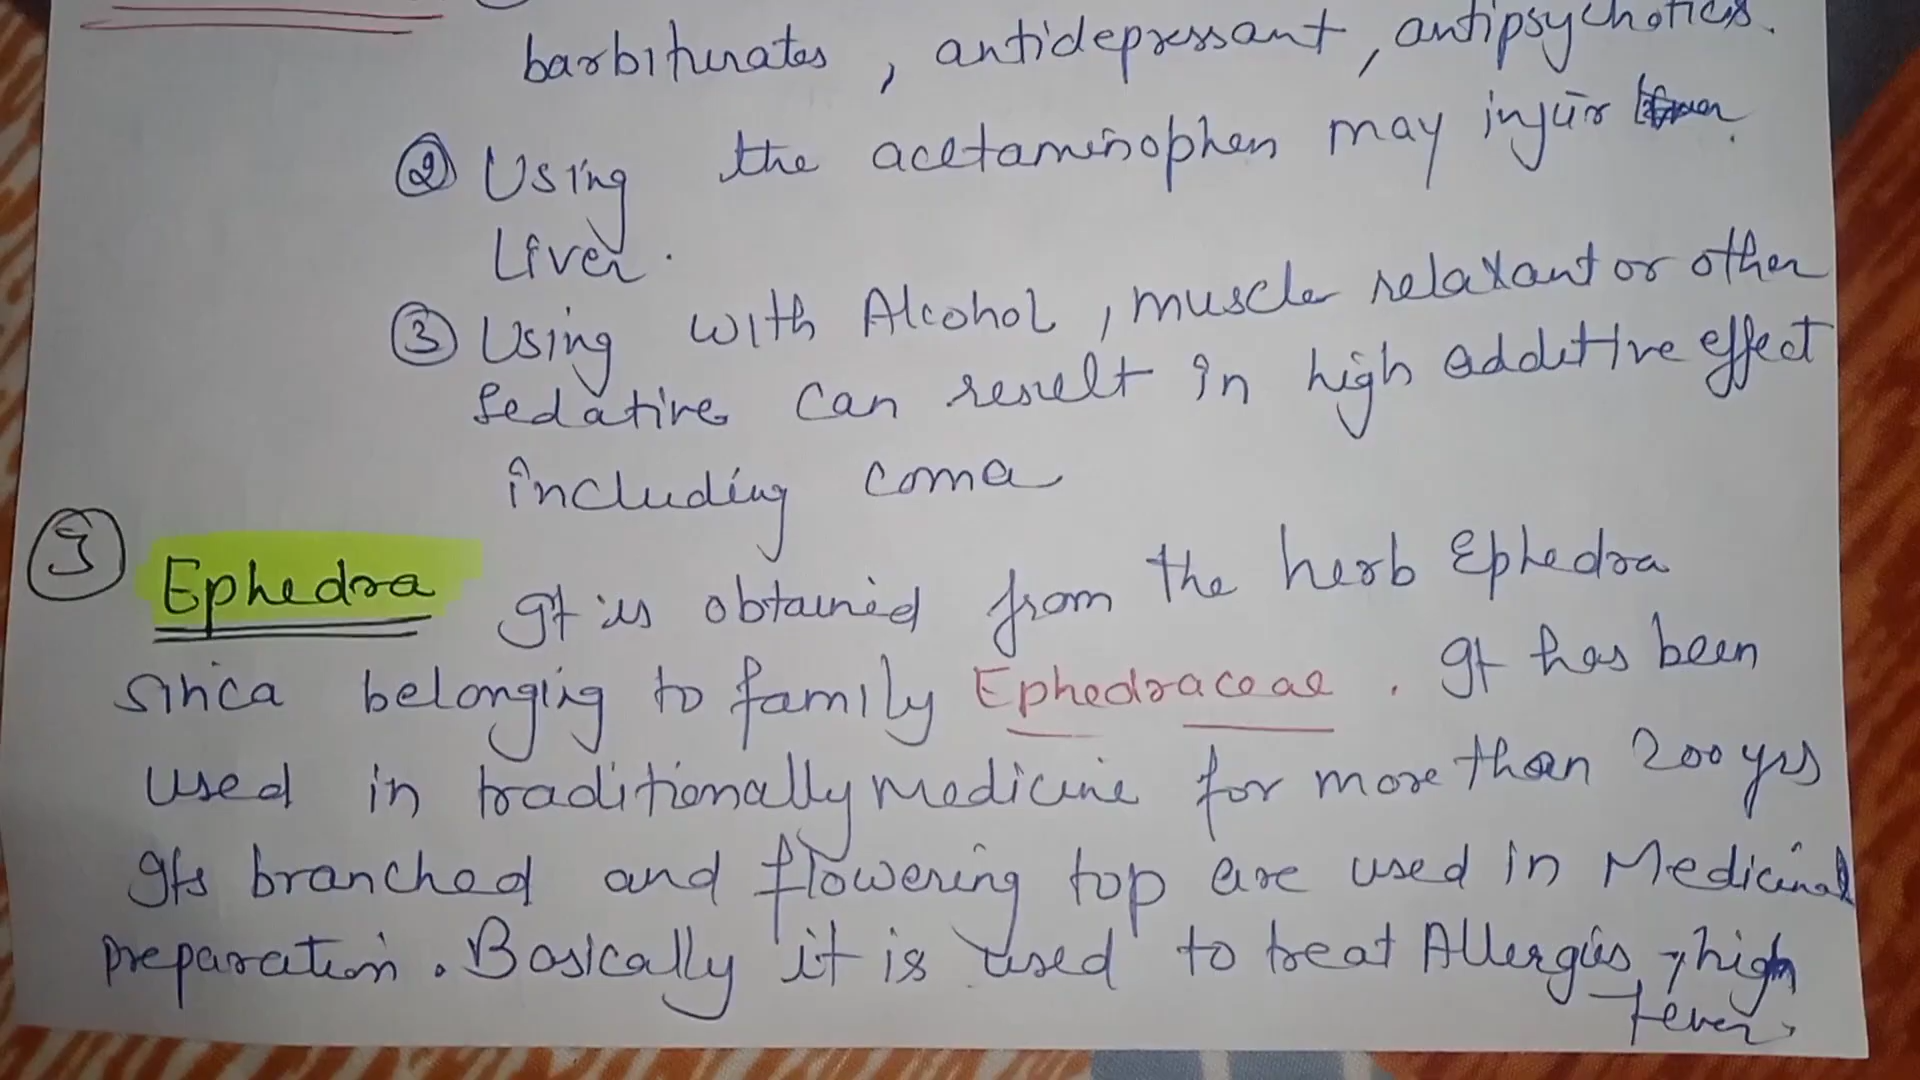 barbiturates , antidepressant , antipsychotics.
② Using the acetaminophen may injur
Liver.
③ Using with Alcohol , muscle relaxant or other
sedative can result in high additive effect
including coma
③ Ephedra It is obtained from the herb Ephedra
sinica belonging to family Ephedraceae . It has been
used in traditionally medicine for more than 200 yrs
Its branched and flowering top are used in Medicinal
preparation . Basically it is used to treat Allergies , high
fever,